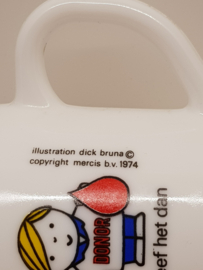 illustration dick bruna ©
copyright mercis b.v. 1974
DONOR
eef het dan